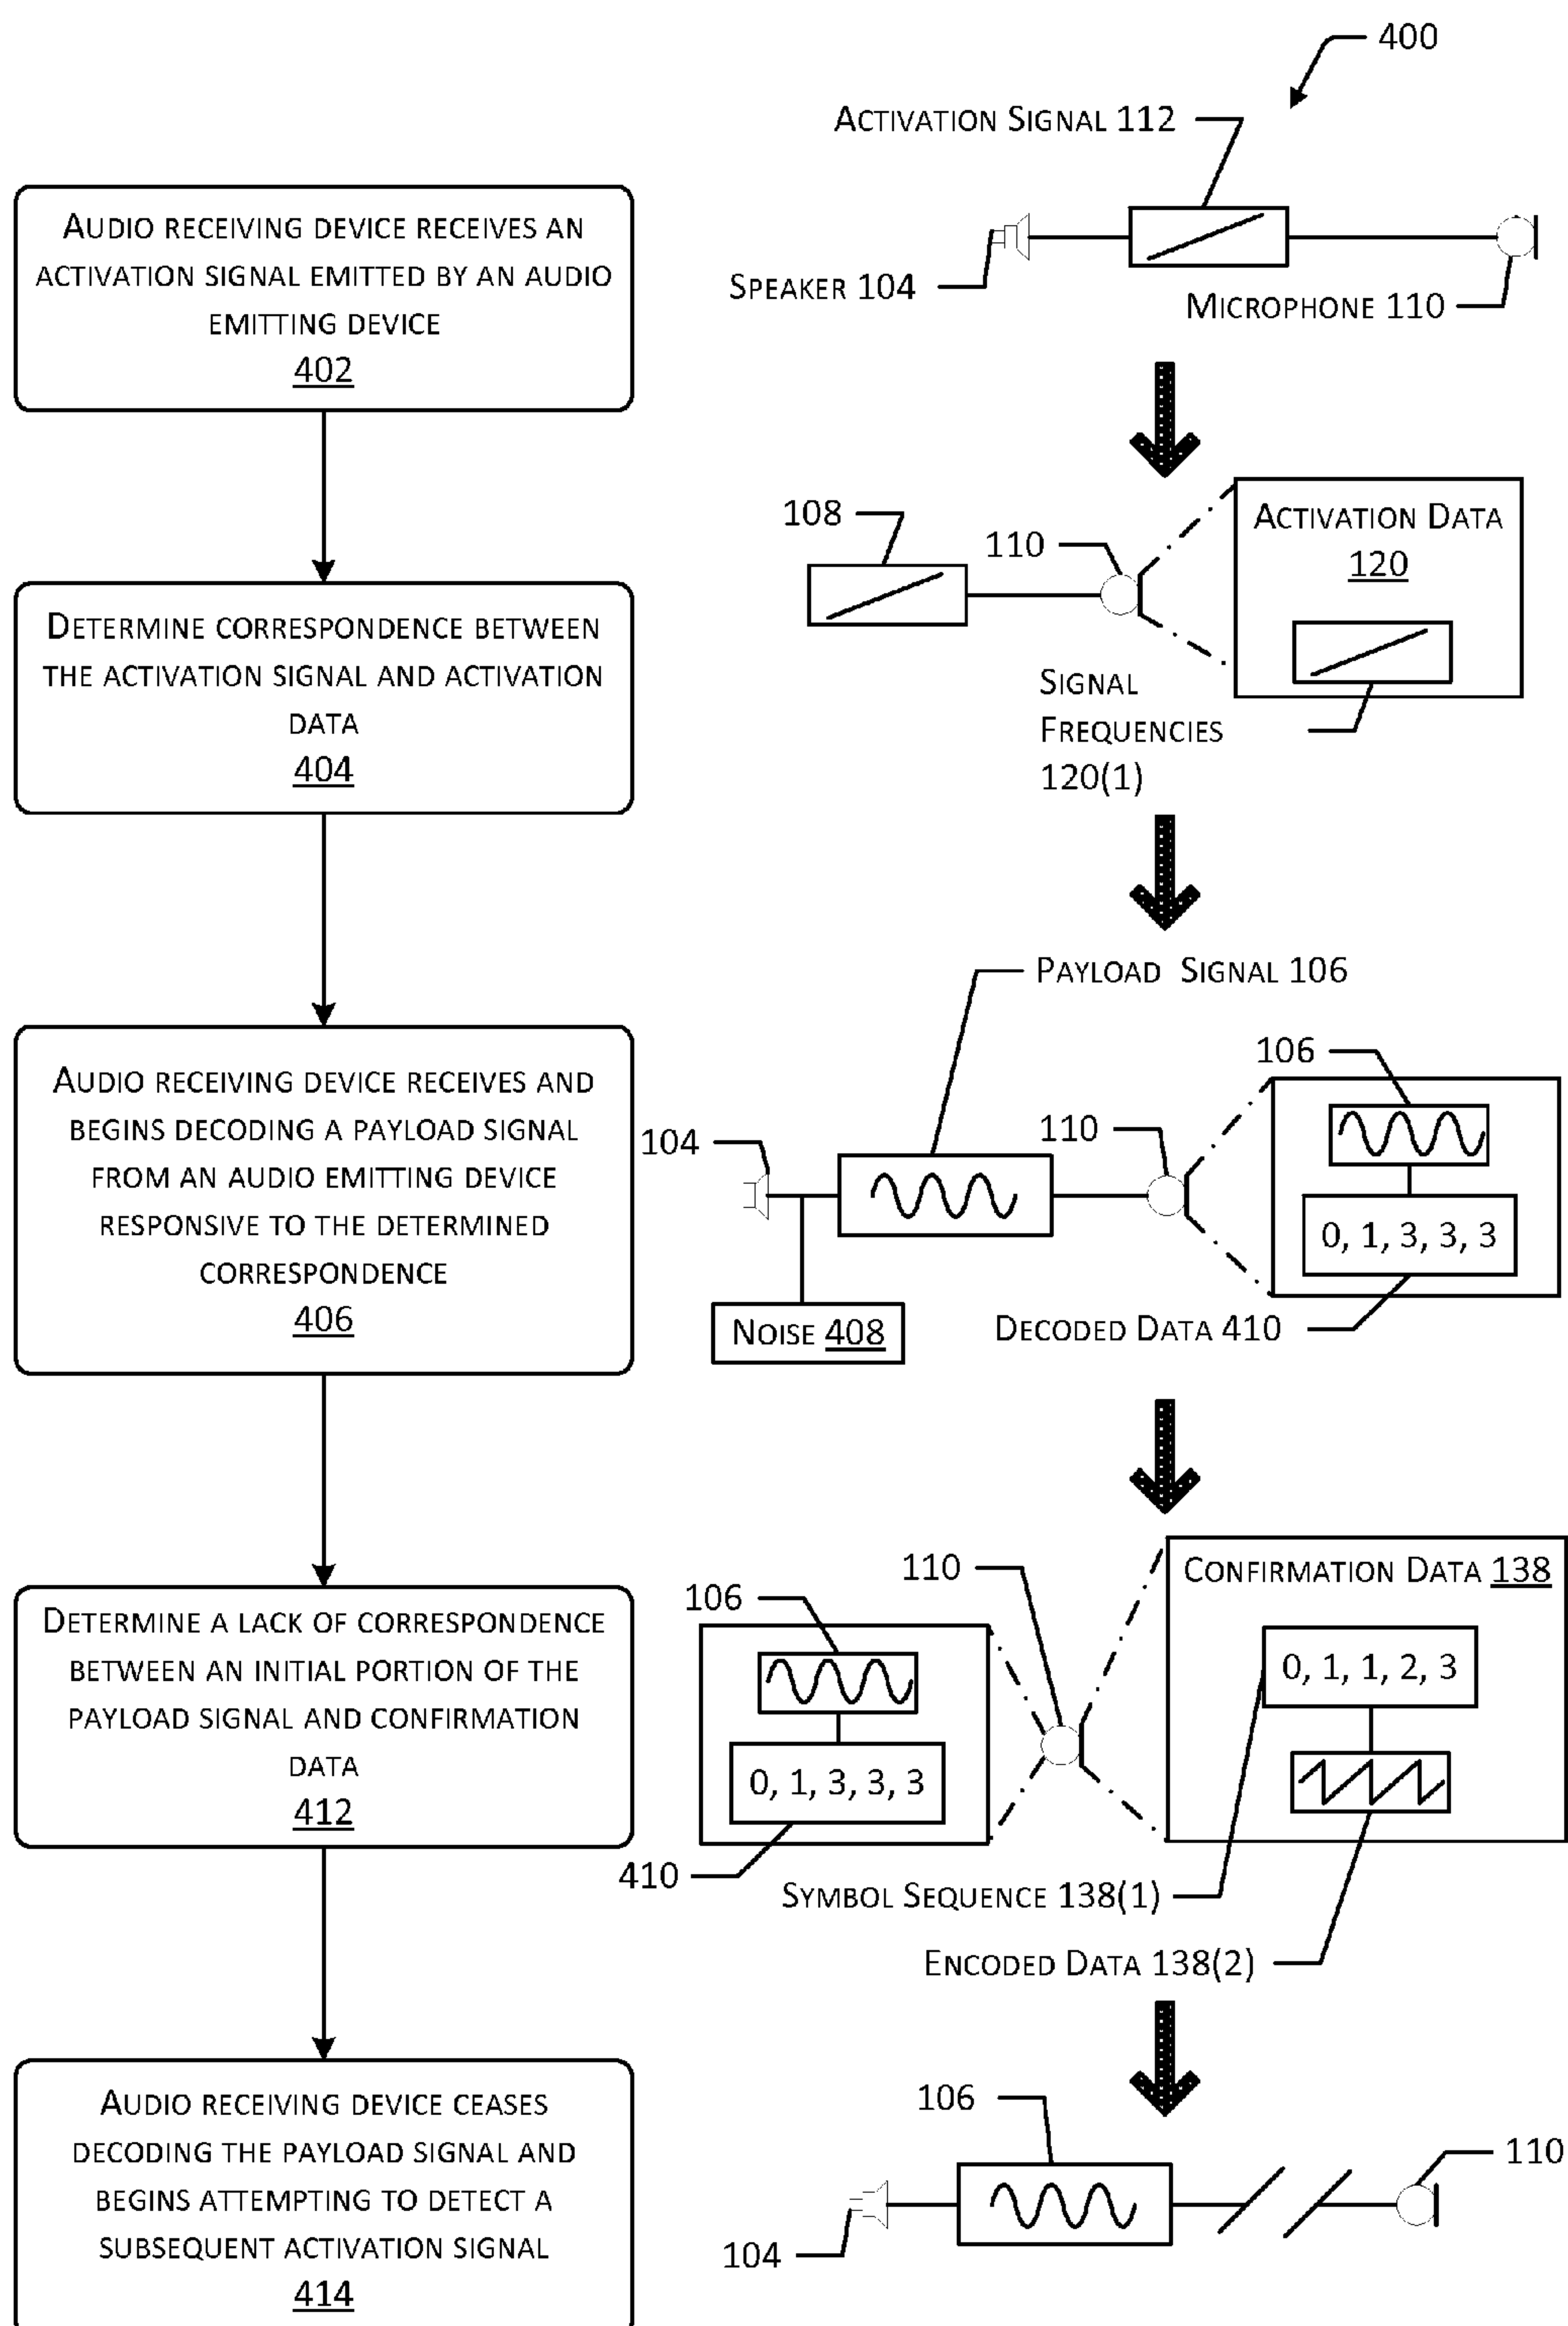 400
ACTIVATION SIGNAL 112
AUDIO RECEIVING DEVICE RECEIVES AN
ACTIVATION SIGNAL EMITTED BY AN AUDIO
EMITTING DEVICE
402
SPEAKER 104
MICROPHONE 110
108
110
ACTIVATION DATA
120
DETERMINE CORRESPONDENCE BETWEEN
THE ACTIVATION SIGNAL AND ACTIVATION
DATA
404
SIGNAL
FREQUENCIES
120(1)
PAYLOAD SIGNAL 106
AUDIO RECEIVING DEVICE RECEIVES AND
BEGINS DECODING A PAYLOAD SIGNAL
FROM AN AUDIO EMITTING DEVICE
RESPONSIVE TO THE DETERMINED
CORRESPONDENCE
406
104
110
106
0, 1, 3, 3, 3
NOISE 408
DECODED DATA 410
DETERMINE A LACK OF CORRESPONDENCE
BETWEEN AN INITIAL PORTION OF THE
PAYLOAD SIGNAL AND CONFIRMATION
DATA
412
106
110
CONFIRMATION DATA 138
0, 1, 1, 2, 3
0, 1, 3, 3, 3
410
SYMBOL SEQUENCE 138(1)
ENCODED DATA 138(2)
AUDIO RECEIVING DEVICE CEASES
DECODING THE PAYLOAD SIGNAL AND
BEGINS ATTEMPTING TO DETECT A
SUBSEQUENT ACTIVATION SIGNAL
414
106
110
104